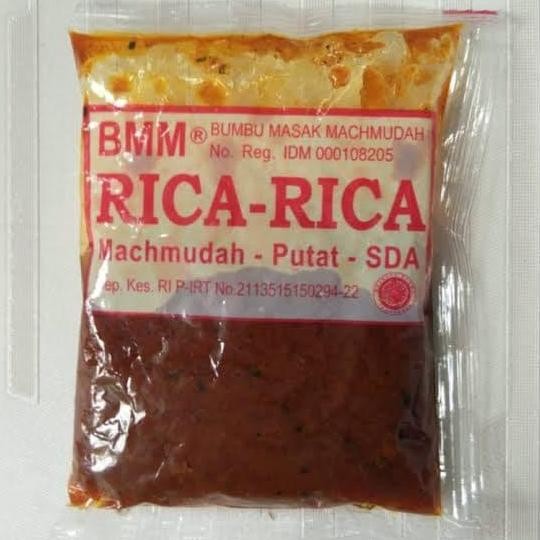 BMM® BUMBU MASAK MACHMUDAH
No. Reg. IDM 000108205
RICA-RICA
Machmudah - Putat - SDA
ep. Kes. RI P-IRT No.2113515150294-22